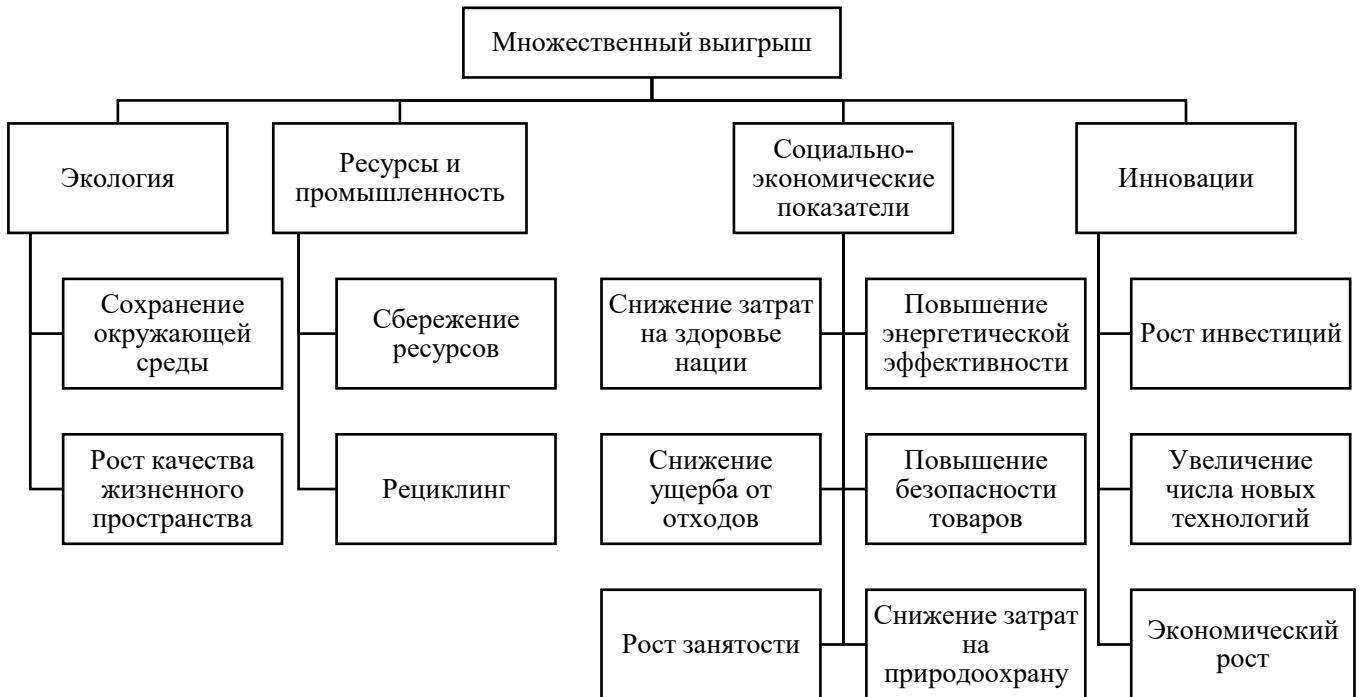 Множественный выигрыш
Экология
Ресурсы и
промышленность
Социально-
экономические
показатели
Инновации
Сохранение
окружающей
среды
Сбережение
ресурсов
Снижение затрат
на здоровье
нации
Повышение
энергетической
эффективности
Рост инвестиций
Рост качества
жизненного
пространства
Рециклинг
Снижение
ущерба от
отходов
Повышение
безопасности
товаров
Увеличение
числа новых
технологий
Рост занятости
Снижение затрат
на
природоохрану
Экономический
рост